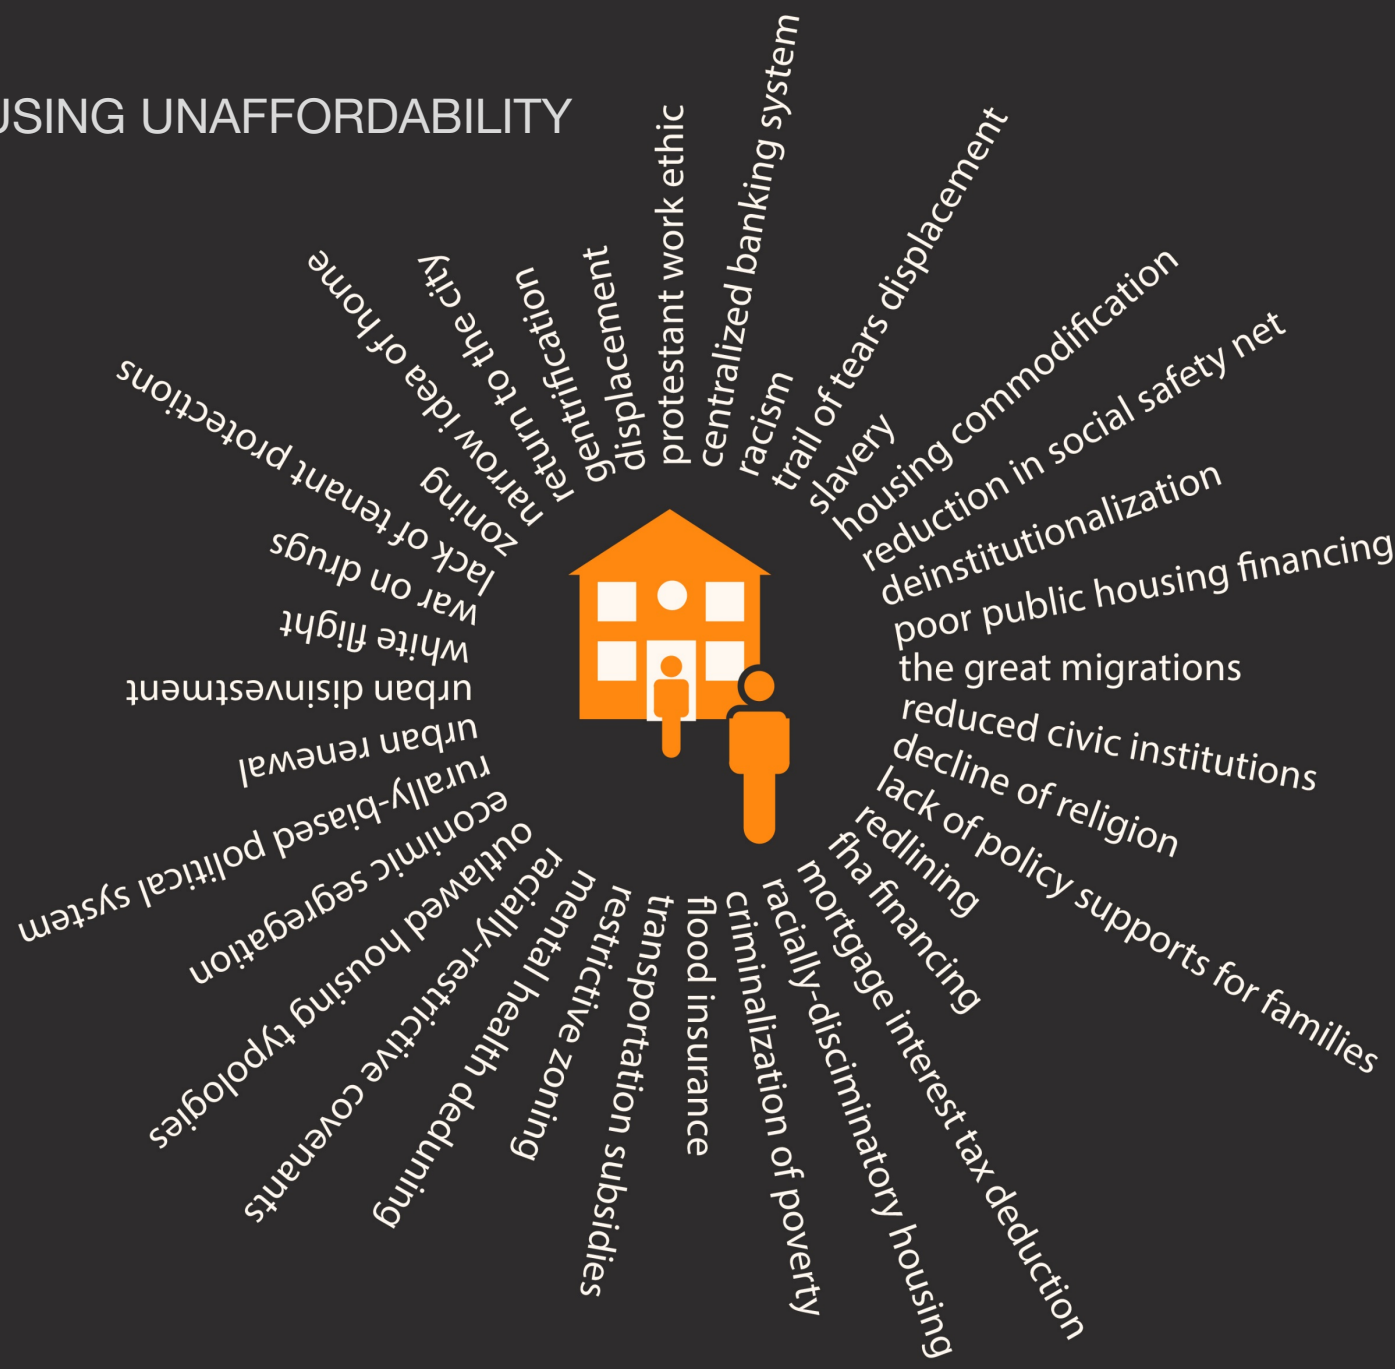 USING UNAFFORDABILITY
protestant work ethic
centralized banking system
racism
trail of tears displacement
slavery
housing commodification
reduction in social safety net
deinstitutionalization
poor public housing financing
the great migrations
reduced civic institutions
decline of religion
lack of policy supports for families
redlining
fha financing
mortgage interest tax deduction
racially-disciminatory housing
criminalization of poverty
flood insurance
transportation subsidies
restrictive zoning
mental health deduning
racially-restrictive covenants
outlawed housing typologies
econimic segregation
rurally-biased political system
urban renewal
urban disinvestment
white flight
war on drugs
lack of tenant protections
zoning
narrow idea of home
return to the city
gentrification
displacement